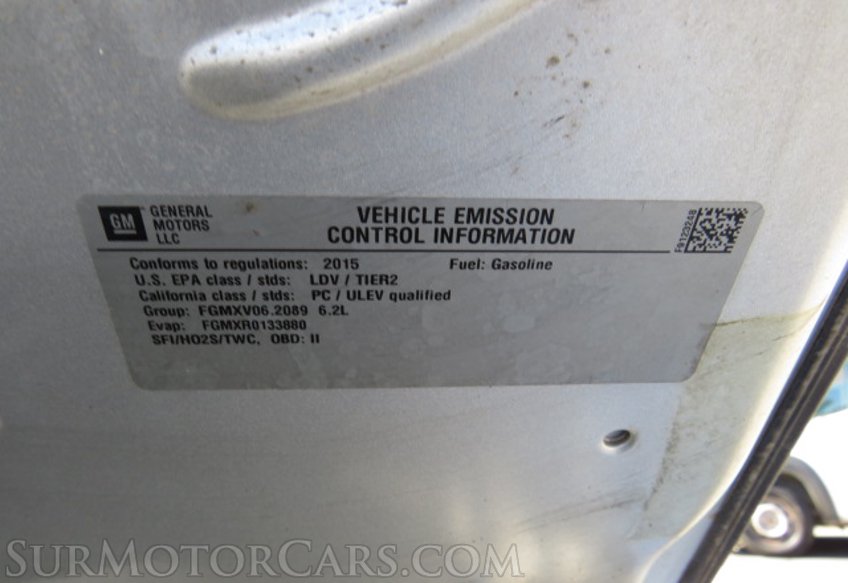 GM
GENERAL
MOTORS
LLC
VEHICLE EMISSION
CONTROL INFORMATION
F8123248
Conforms to regulations: 2015 Fuel: Gasoline
U.S. EPA class / stds: LDV / TIER2
California class / stds: PC / ULEV qualified
Group: FGMXV06.2089 6.2L
Evap: FGMXR0133880
SFI/HO2S/TWC, OBD: II
SURMOTORCARS.COM